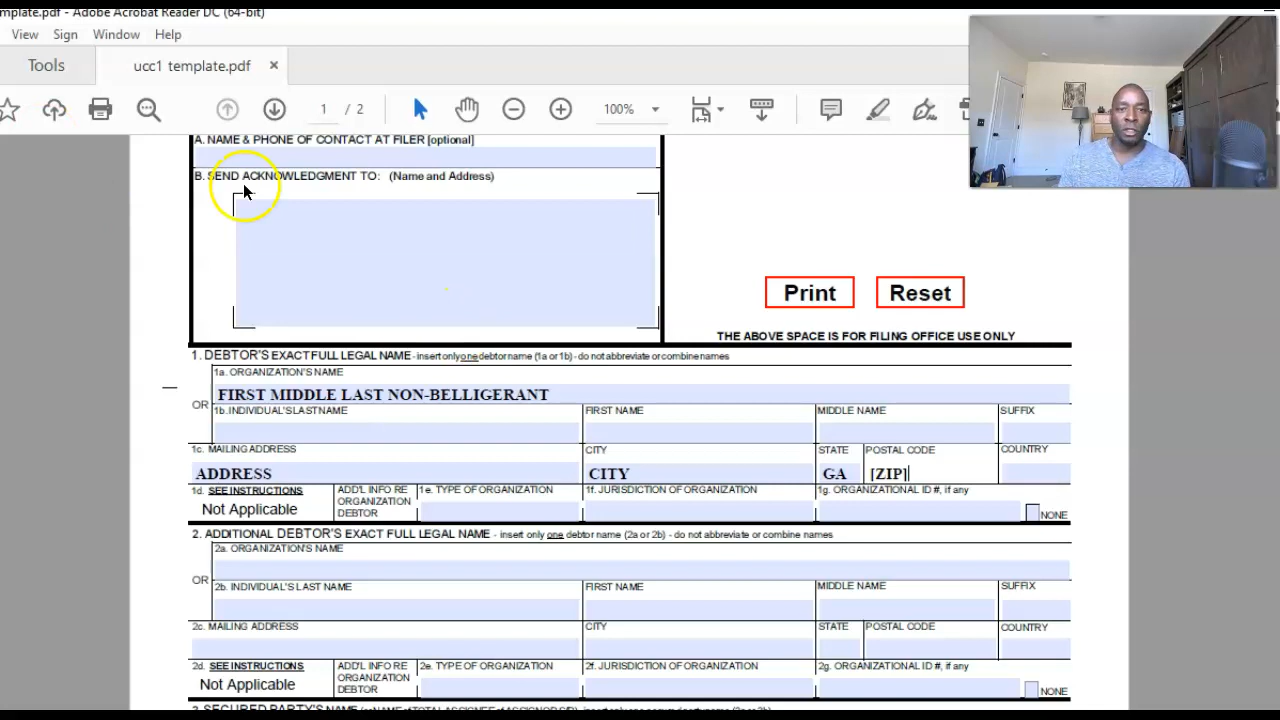 mplate.pdf - Adobe Acrobat Reader DC (64-bit)
View Sign Window Help
Tools ucc1 template.pdf ×
1 / 2 100%
A. NAME & PHONE OF CONTACT AT FILER [optional]
B. SEND ACKNOWLEDGMENT TO: (Name and Address)
Print Reset
THE ABOVE SPACE IS FOR FILING OFFICE USE ONLY
1. DEBTOR'S EXACT FULL LEGAL NAME - insert only one debtor name (1a or 1b) - do not abbreviate or combine names
1a. ORGANIZATION'S NAME
FIRST MIDDLE LAST NON-BELLIGERANT
OR
1b. INDIVIDUAL'S LAST NAME FIRST NAME MIDDLE NAME SUFFIX
1c. MAILING ADDRESS CITY STATE POSTAL CODE COUNTRY
ADDRESS CITY GA [ZIP]
1d. SEE INSTRUCTIONS ADD'L INFO RE ORGANIZATION DEBTOR 1e. TYPE OF ORGANIZATION 1f. JURISDICTION OF ORGANIZATION 1g. ORGANIZATIONAL ID #, if any
Not Applicable NONE
2. ADDITIONAL DEBTOR'S EXACT FULL LEGAL NAME - insert only one debtor name (2a or 2b) - do not abbreviate or combine names
2a. ORGANIZATION'S NAME
OR
2b. INDIVIDUAL'S LAST NAME FIRST NAME MIDDLE NAME SUFFIX
2c. MAILING ADDRESS CITY STATE POSTAL CODE COUNTRY
2d. SEE INSTRUCTIONS ADD'L INFO RE ORGANIZATION DEBTOR 2e. TYPE OF ORGANIZATION 2f. JURISDICTION OF ORGANIZATION 2g. ORGANIZATIONAL ID #, if any
Not Applicable NONE
3. SECURED PARTY'S NAME